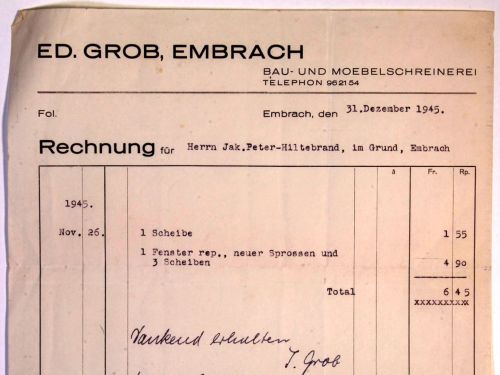 ED. GROB, EMBRACH
BAU- UND MOEBELSCHREINEREI
TELEPHON 962154
Fol. Embrach, den 31.Dezember 1945.
Rechnung für Herrn Jak.Peter-Hiltebrand, im Grund, Embrach
à Fr. Rp.
1945.
Nov. 26. 1 Scheibe 1 55
1 Fenster rep., neuer Sprossen und
3 Scheiben 4 90
Total 6 45
xxxxxxxxxx
Dankend erhalten
J. Grob